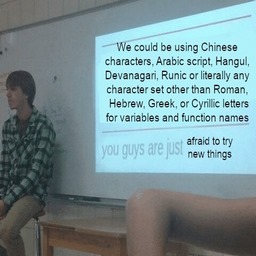 We could be using Chinese
characters, Arabic script, Hangul,
Devanagari, Runic or literally any
character set other than Roman,
Hebrew, Greek, or Cyrillic letters
for variables and function names
you guys are just afraid to try
new things